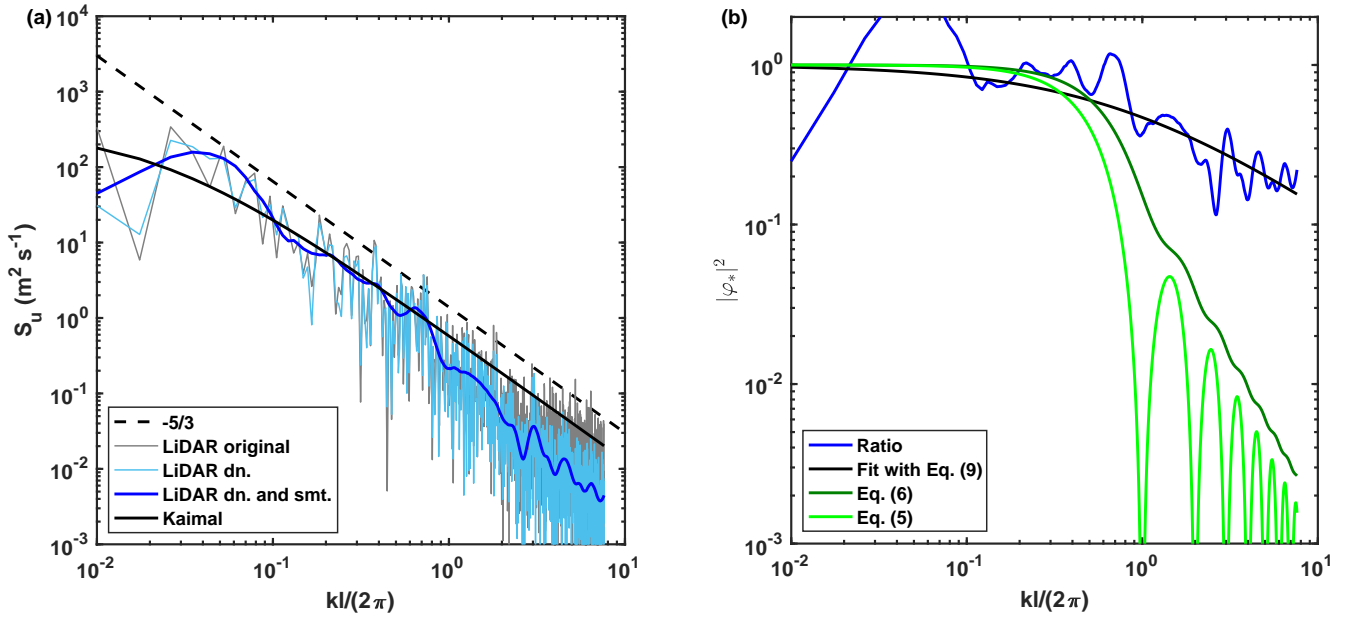 (a)
10^4
10^3
10^2
10^1
10^0
10^-1
10^-2
10^-3
S_u (m^2 s^-1)
-5/3
LiDAR original
LiDAR dn.
LiDAR dn. and smt.
Kaimal
10^-2
10^-1
10^0
10^1
kl/(2π)
(b)
10^0
10^-1
10^-2
10^-3
|φ_*|^2
Ratio
Fit with Eq. (9)
Eq. (6)
Eq. (5)
10^-2
10^-1
10^0
10^1
kl/(2π)